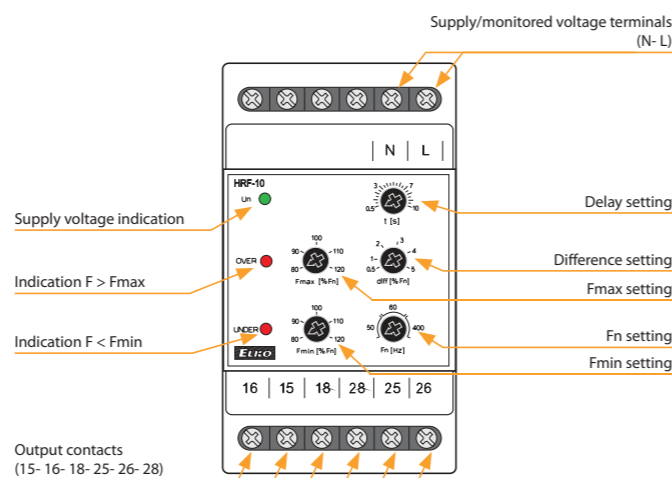 Supply/monitored voltage terminals
(N- L)
N L
HRF-10
Un
3 7
0.5 10
t [s]
Supply voltage indication
Delay setting
OVER
100
90 110
80 120
Fmax [%Fn]
2 3
1 4
0.5 5
diff [%Fn]
Difference setting
Indication F > Fmax
Fmax setting
UNDER
100
90 110
80 120
Fmin [%Fn]
60
50 400
Fn [Hz]
Fn setting
Indication F < Fmin
ELKO
Fmin setting
16 15 18 28 25 26
Output contacts
(15- 16- 18- 25- 26- 28)